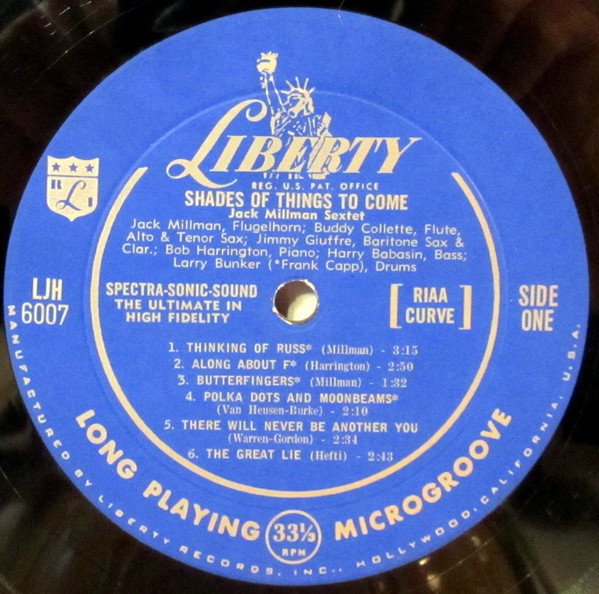 LIBERTY
REG. U.S. PAT. OFFICE
"L"
SHADES OF THINGS TO COME
Jack Millman Sextet
Jack Millman, Flugelhorn; Buddy Collette, Flute,
Alto & Tenor Sax; Jimmy Giuffre, Baritone Sax &
Clar.; Bob Harrington, Piano; Harry Babasin, Bass;
Larry Bunker (*Frank Capp), Drums
LJH
6007
SPECTRA-SONIC-SOUND
THE ULTIMATE IN
HIGH FIDELITY
[ RIAA
CURVE ]
SIDE
ONE
1. THINKING OF RUSS* (Millman) - 3:15
2. ALONG ABOUT F* (Harrington) - 2:50
3. BUTTERFINGERS* (Millman) - 1:32
4. POLKA DOTS AND MOONBEAMS*
(Van Heusen-Burke) - 2:10
5. THERE WILL NEVER BE ANOTHER YOU
(Warren-Gordon) - 2:34
6. THE GREAT LIE (Hefti) - 2:43
LONG PLAYING 33⅓ RPM MICROGROOVE
MANUFACTURED BY LIBERTY RECORDS, INC., HOLLYWOOD, CALIFORNIA, U.S.A.